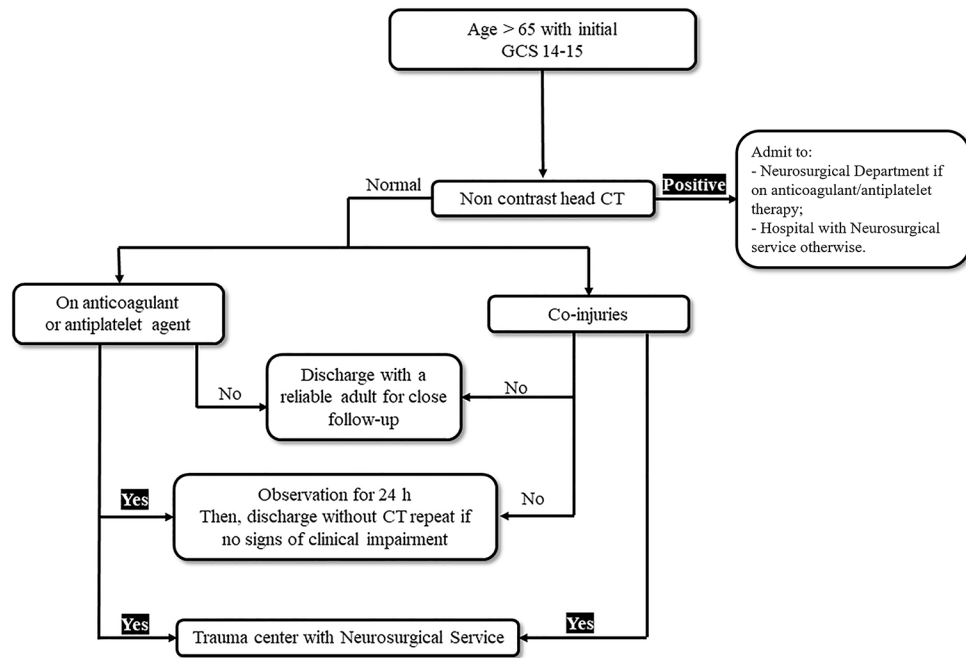 Age > 65 with initial
GCS 14-15
Normal
Non contrast head CT
Positive
Admit to:
- Neurosurgical Department if
on anticoagulant/antiplatelet
therapy;
- Hospital with Neurosurgical
service otherwise.
On anticoagulant
or antiplatelet agent
Co-injuries
No
Discharge with a
reliable adult for close
follow-up
No
Yes
Observation for 24 h
Then, discharge without CT repeat if
no signs of clinical impairment
No
Yes
Trauma center with Neurosurgical Service
Yes